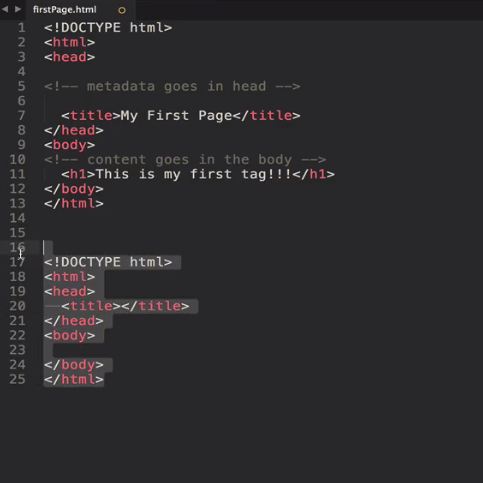 firstPage.html
1 <!DOCTYPE html>
2 <html>
3 <head>
4
5 <!-- metadata goes in head -->
6
7 <title>My First Page</title>
8 </head>
9 <body>
10 <!-- content goes in the body -->
11 <h1>This is my first tag!!!</h1>
12 </body>
13 </html>
14
15
16
17 <!DOCTYPE html>
18 <html>
19 <head>
20 <title></title>
21 </head>
22 <body>
23
24 </body>
25 </html>